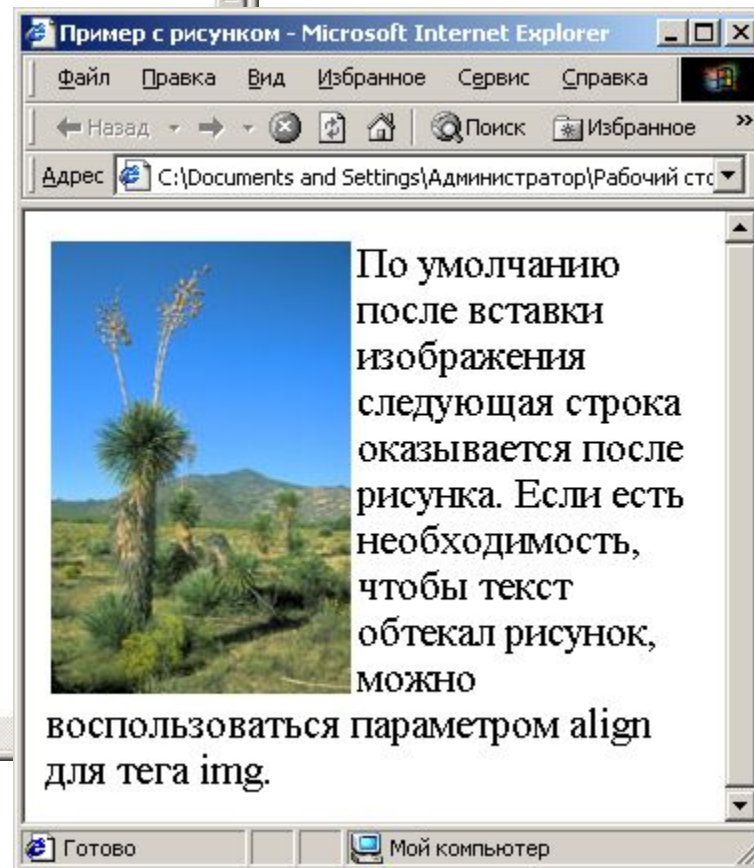 Пример с рисунком - Microsoft Internet Explorer
Файл Правка Вид Избранное Сервис Справка
Назад Поиск Избранное »
Адрес C:\Documents and Settings\Администратор\Рабочий стс
По умолчанию
после вставки
изображения
следующая строка
оказывается после
рисунка. Если есть
необходимость,
чтобы текст
обтекал рисунок,
можно
воспользоваться параметром align
для тега img.
Готово Мой компьютер